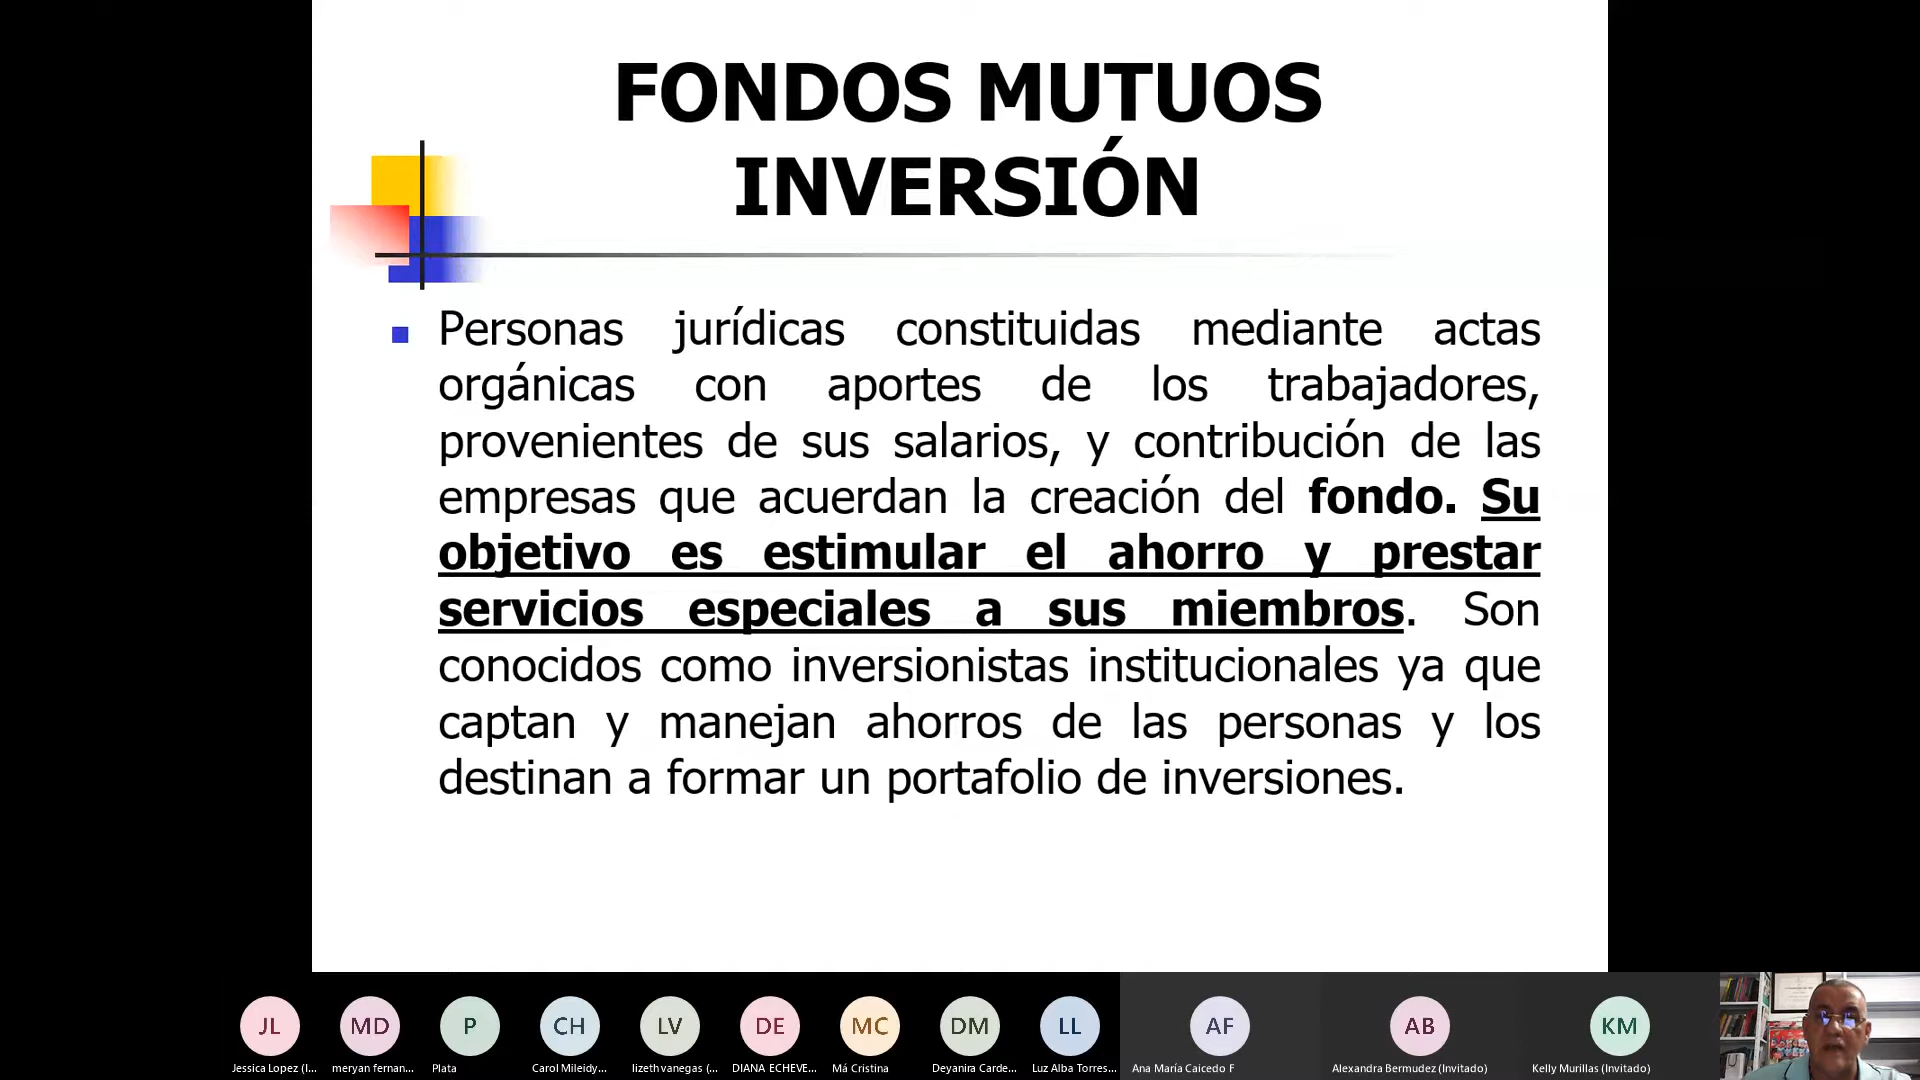 FONDOS MUTUOS
INVERSIÓN
Personas jurídicas constituidas mediante actas
orgánicas con aportes de los trabajadores,
provenientes de sus salarios, y contribución de las
empresas que acuerdan la creación del fondo. Su
objetivo es estimular el ahorro y prestar
servicios especiales a sus miembros. Son
conocidos como inversionistas institucionales ya que
captan y manejan ahorros de las personas y los
destinan a formar un portafolio de inversiones.
JL MD P CH LV DE MC DM LL AF AB KM
Jessica Lopez (I... meryan fernan... Plata Carol Mileidy... lizeth vanegas (... DIANA ECHEVE... Má Cristina Deyanira Carde... Luz Alba Torres... Ana María Caicedo F Alexandra Bermudez (Invitado) Kelly Murillas (Invitado)